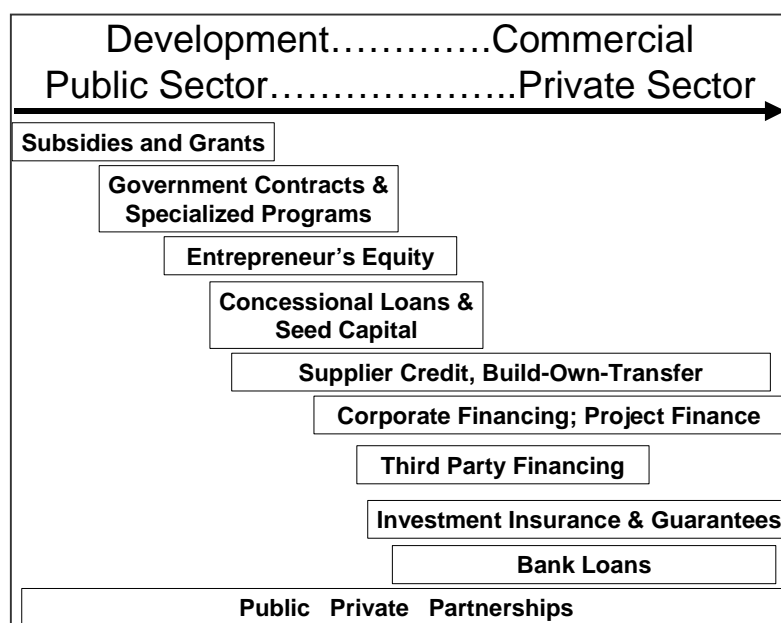 Development………….Commercial
Public Sector…………………..Private Sector
Subsidies and Grants
Government Contracts &
Specialized Programs
Entrepreneur’s Equity
Concessional Loans &
Seed Capital
Supplier Credit, Build-Own-Transfer
Corporate Financing; Project Finance
Third Party Financing
Investment Insurance & Guarantees
Bank Loans
Public Private Partnerships